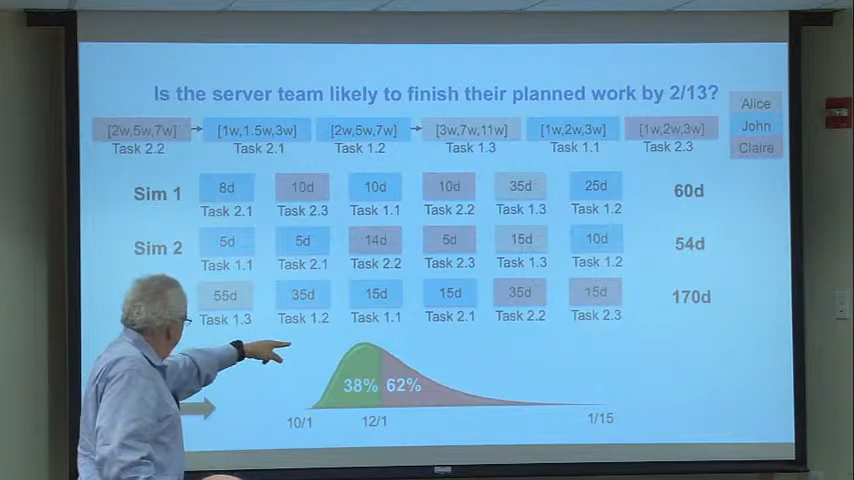 Is the server team likely to finish their planned work by 2/13?
Alice
John
Claire
[2w,5w,7w] [1w,1.5w,3w] [2w,5w,7w] [3w,7w,11w] [1w,2w,3w] [1w,2w,3w]
Task 2.2 Task 2.1 Task 1.2 Task 1.3 Task 1.1 Task 2.3
Sim 1 8d 10d 10d 10d 35d 25d 60d
Task 2.1 Task 2.3 Task 1.1 Task 2.2 Task 1.3 Task 1.2
Sim 2 5d 5d 14d 5d 15d 10d 54d
Task 1.1 Task 2.1 Task 2.2 Task 2.3 Task 1.3 Task 1.2
55d 35d 15d 15d 35d 15d 170d
Task 1.3 Task 1.2 Task 1.1 Task 2.1 Task 2.2 Task 2.3
38% 62%
10/1 12/1 1/15